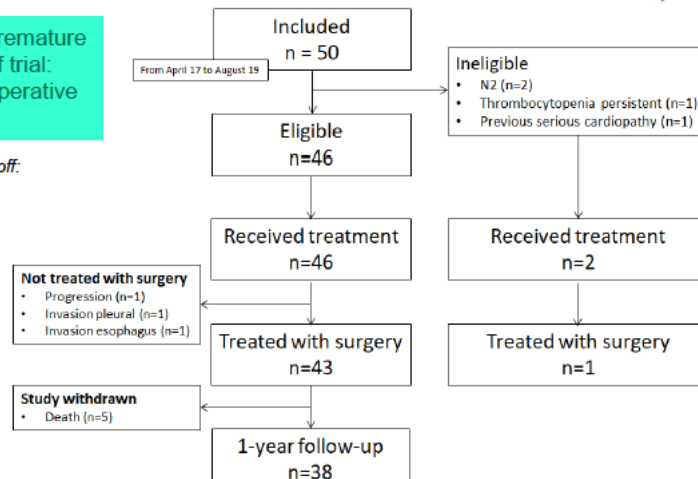 remature
f trial:
perative
off:
Included
n = 50
From April 17 to August 19
Ineligible
• N2 (n=2)
• Thrombocytopenia persistent (n=1)
• Previous serious cardiopathy (n=1)
Eligible
n=46
Received treatment
n=46
Received treatment
n=2
Not treated with surgery
• Progression (n=1)
• Invasion pleural (n=1)
• Invasion esophagus (n=1)
Treated with surgery
n=43
Treated with surgery
n=1
Study withdrawn
• Death (n=5)
1-year follow-up
n=38